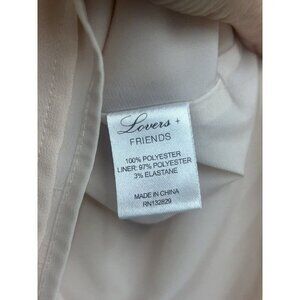 Lovers +
FRIENDS
100% POLYESTER
LINER: 97% POLYESTER
3% ELASTANE
MADE IN CHINA
RN132829